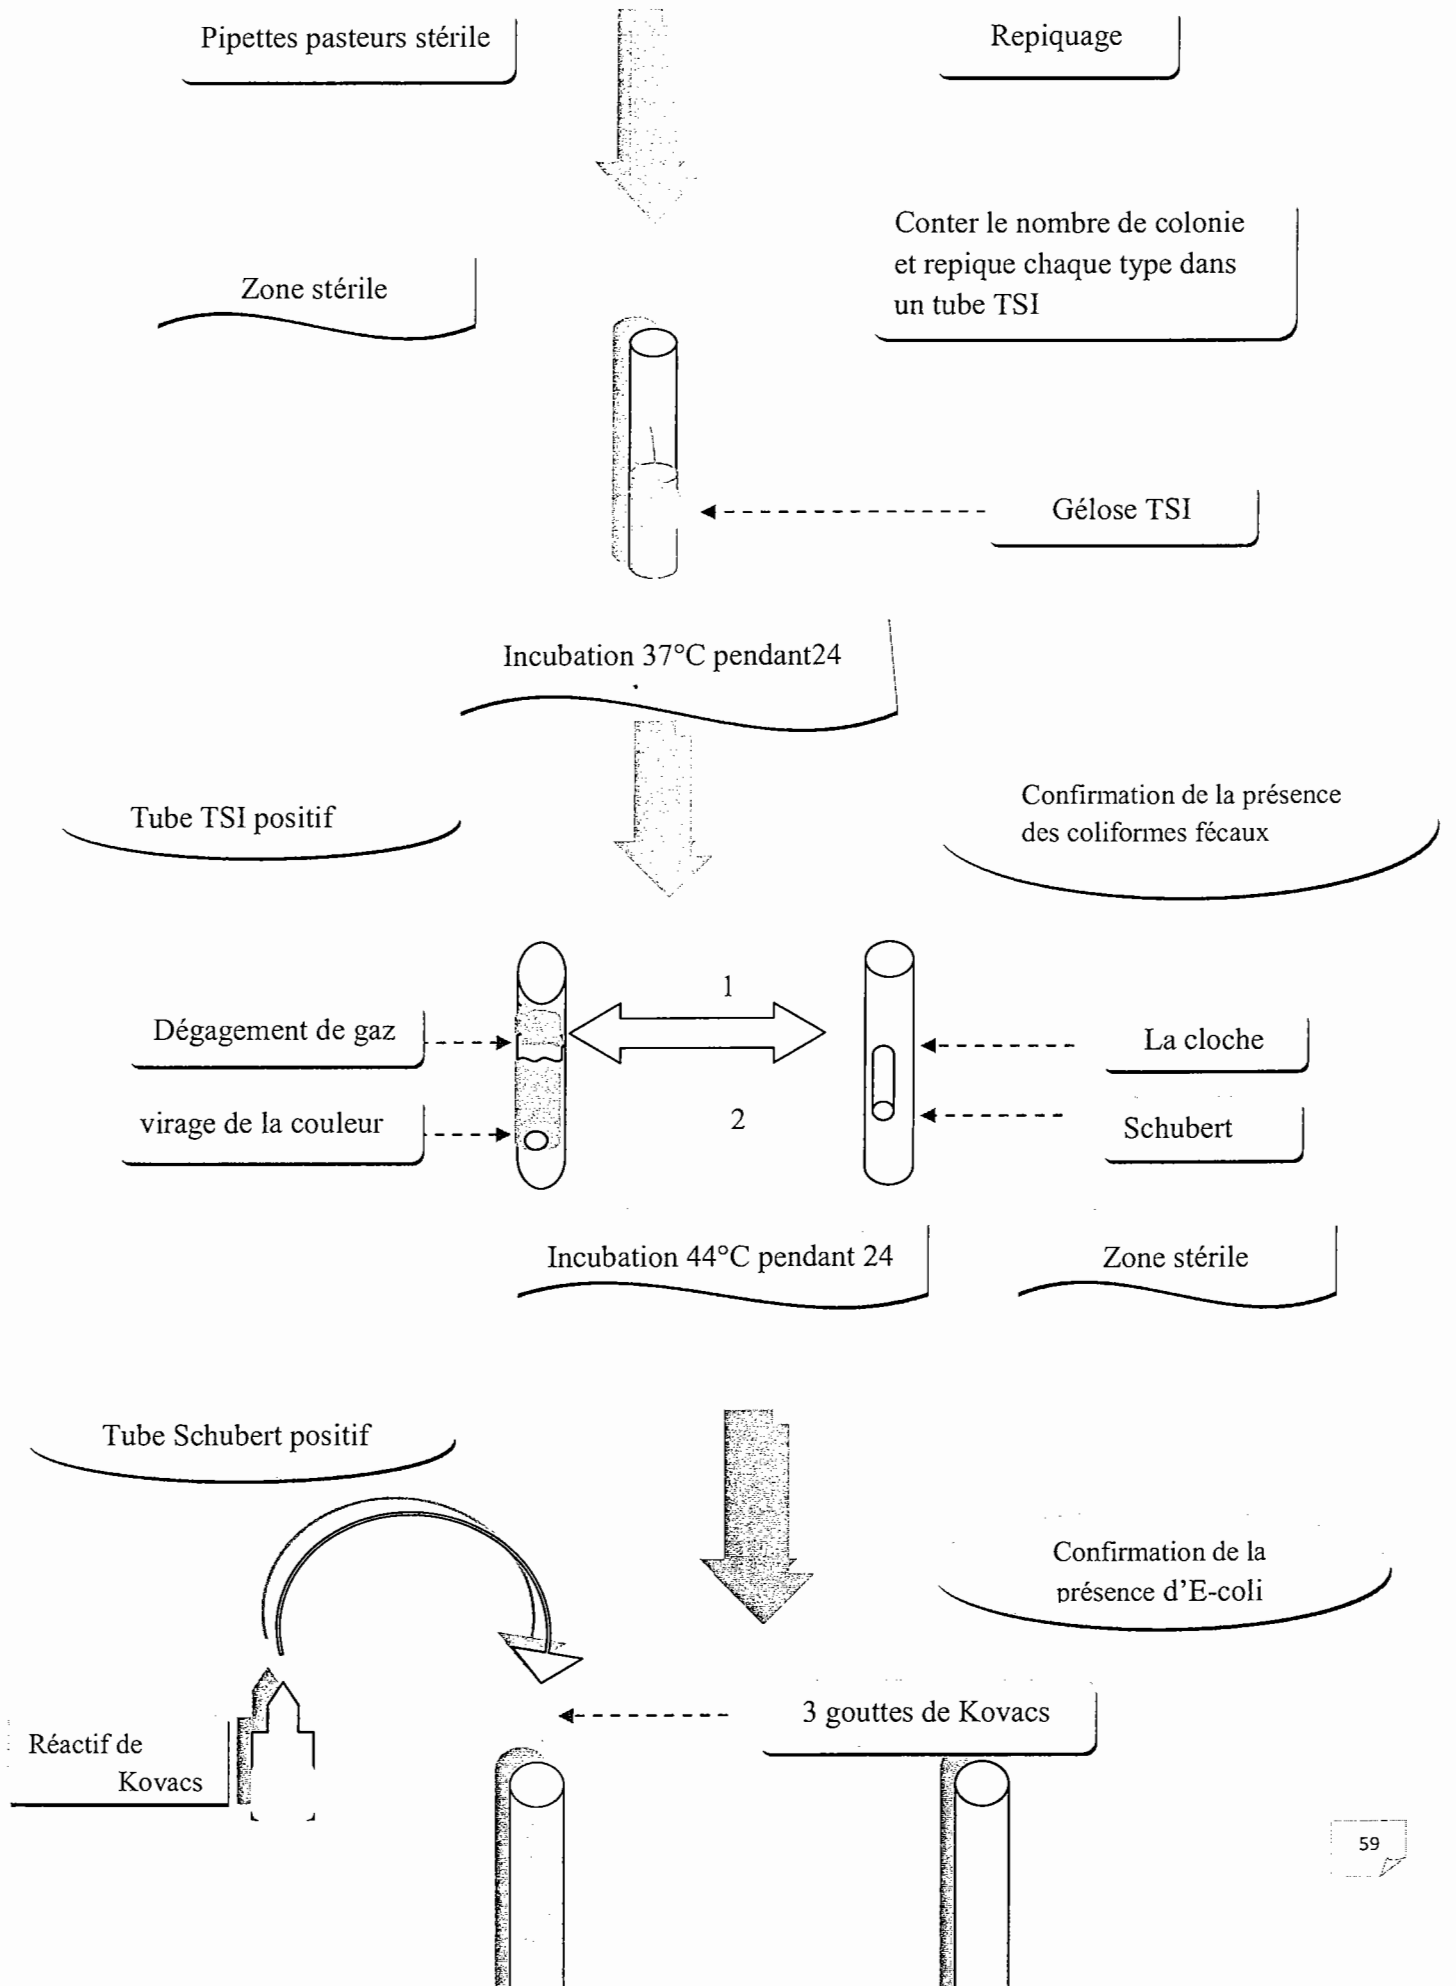 Pipettes pasteurs stérile
Repiquage
Conter le nombre de colonie
et repique chaque type dans
un tube TSI
Zone stérile
Gélose TSI
Incubation 37°C pendant24
Tube TSI positif
Confirmation de la présence
des coliformes fécaux
1
Dégagement de gaz
La cloche
virage de la couleur
2
Schubert
Incubation 44°C pendant 24
Zone stérile
Tube Schubert positif
Confirmation de la
présence d'E-coli
3 gouttes de Kovacs
Réactif de
Kovacs
59